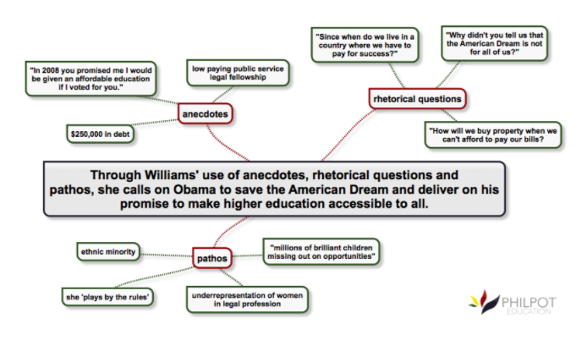 "Since when do we live in a
country where we have to
pay for success?"
"Why didn't you tell us that
the American Dream is not
for all of us?"
"In 2008 you promised me I would
be given an affordable education
if I voted for you."
low paying public service
legal fellowship
rhetorical questions
anecdotes
$250,000 in debt
"How will we buy property when we
can't afford to pay our bills?
Through Williams' use of anecdotes, rhetorical questions and
pathos, she calls on Obama to save the American Dream and deliver on his
promise to make higher education accessible to all.
ethnic minority
pathos
"millions of brilliant children
missing out on opportunities"
she 'plays by the rules'
underrepresentation of women
in legal profession
PHILPOT
EDUCATION